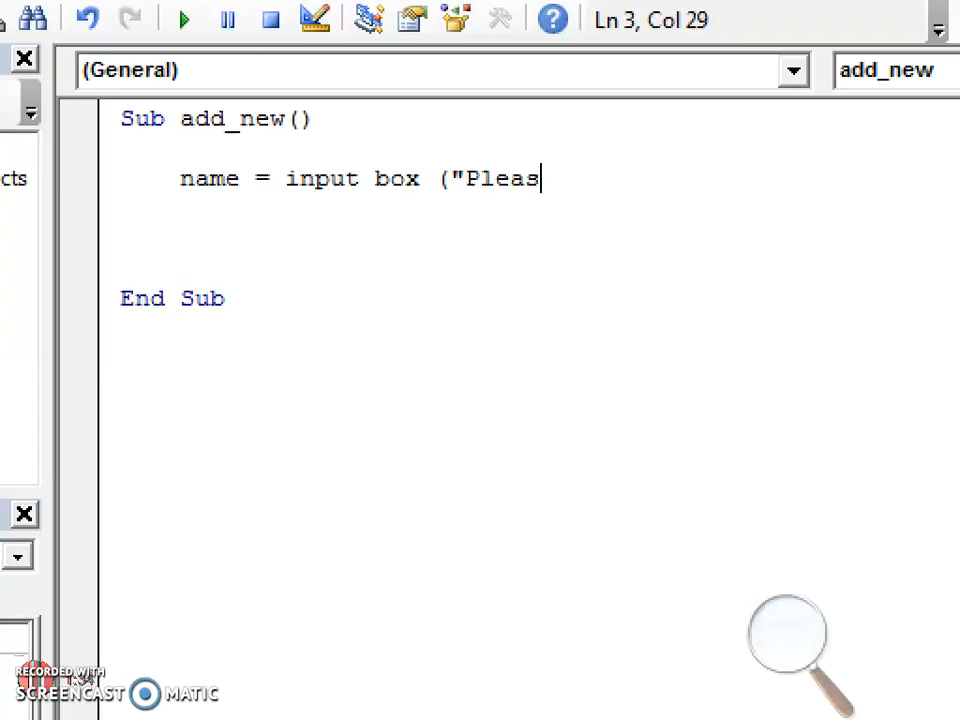 Ln 3, Col 29
(General)
add_new
Sub add_new()
cts
name = input box ("Pleas
End Sub
RECORDED WITH
SCREENCAST MATIC